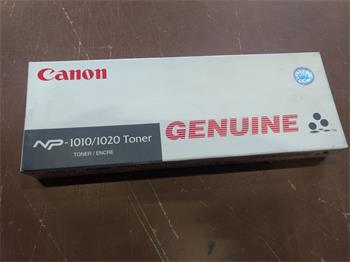 Canon
NP-1010/1020 Toner
TONER / ENCRE
GENUINE